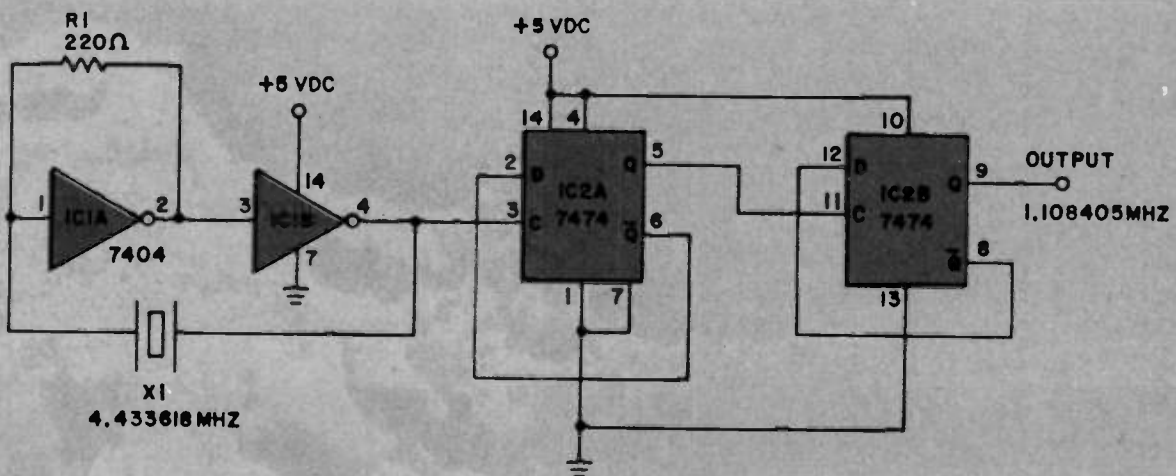 R1
220Ω
+5 VDC
1
IC1A
2
7404
3
IC1B
14
4
7
X1
4.433618MHZ
+5 VDC
14
4
2
D
Q
5
IC2A
7474
3
C
Q̅
6
1
7
10
12
D
Q
9
IC2B
7474
11
C
Q̅
8
13
OUTPUT
1.108405MHZ